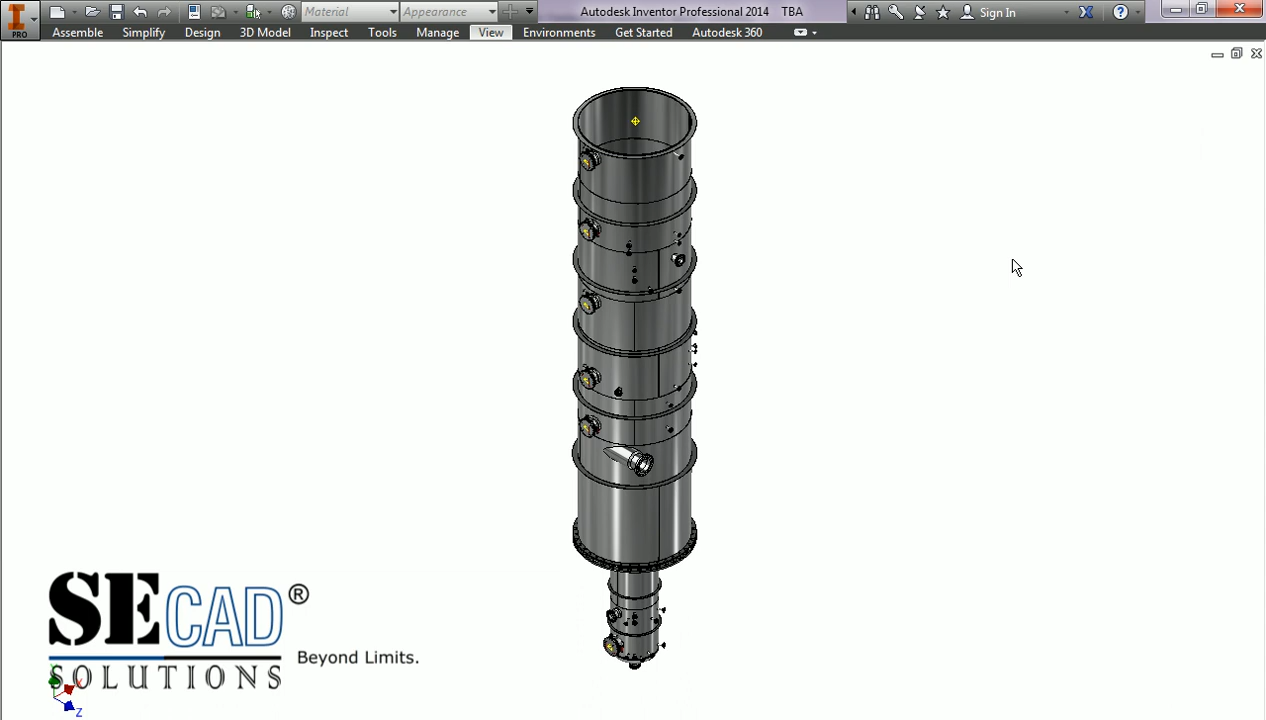 Material
Appearance
Autodesk Inventor Professional 2014 TBA
Sign In
PRO
Assemble Simplify Design 3D Model Inspect Tools Manage View Environments Get Started Autodesk 360
SECAD®
SOLUTIONS
Beyond Limits.
Z